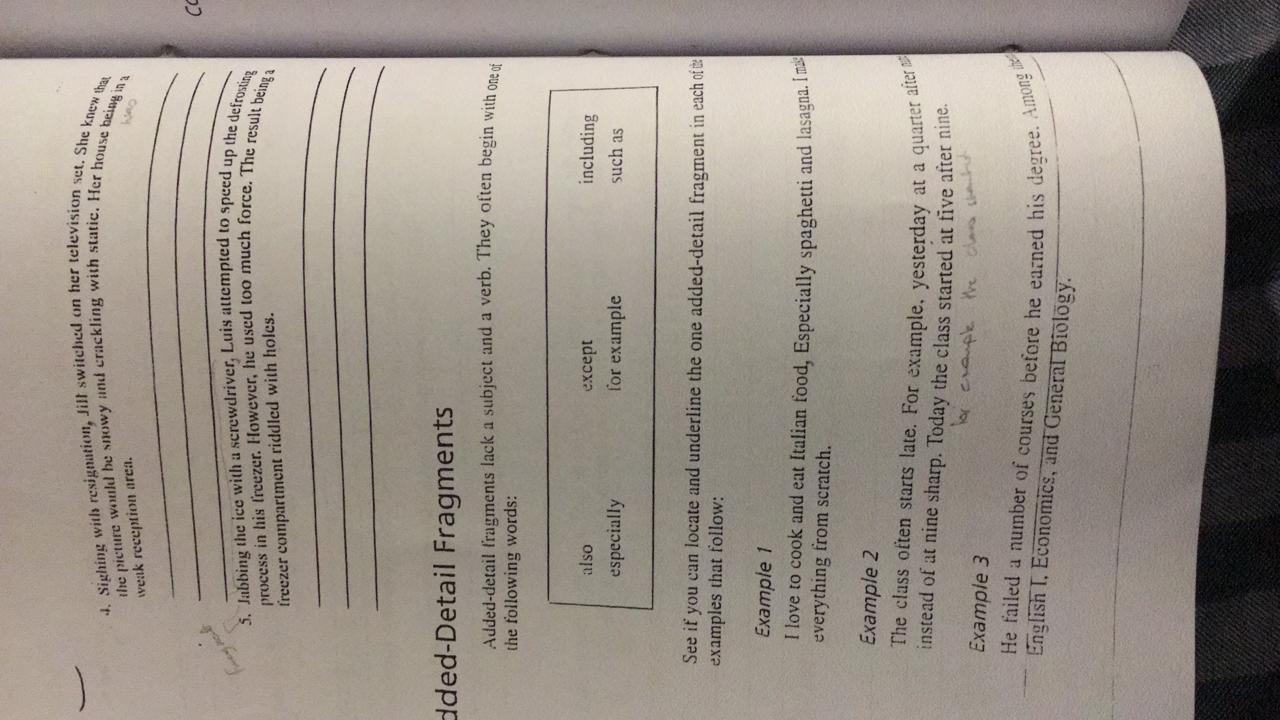 4. Sighing with resignation, Jill switched on her television set. She knew that
the picture would be snowy and crackling with static. Her house being in a
weak reception area.
was
Fragment
5. Jabbing the ice with a screwdriver, Luis attempted to speed up the defrosting
process in his freezer. However, he used too much force. The result being a
freezer compartment riddled with holes.
dded-Detail Fragments
Added-detail fragments lack a subject and a verb. They often begin with one of
the following words:
also except including
especially for example such as
See if you can locate and underline the one added-detail fragment in each of the
examples that follow:
Example 1
I love to cook and eat Italian food, Especially spaghetti and lasagna. I make
everything from scratch.
Example 2
The class often starts late. For example, yesterday at a quarter after nine
instead of at nine sharp. Today the class started at five after nine.
for example the class started
Example 3
He failed a number of courses before he earned his degree. Among them
English I, Economics, and General Biology.